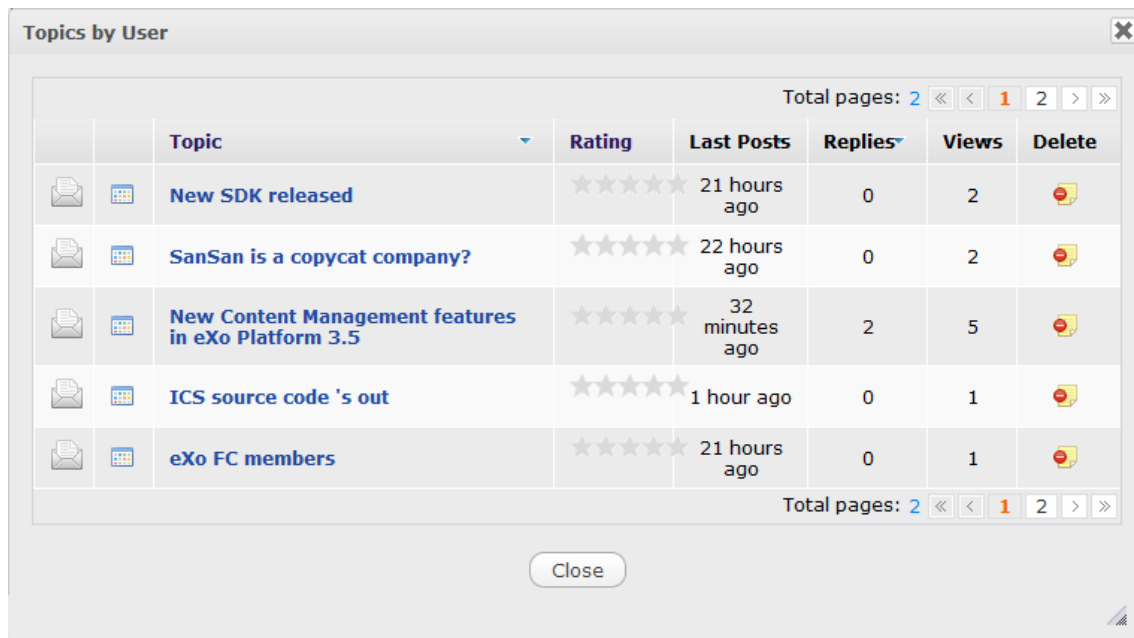 Topics by User
Total pages: 2 « < 1 2 > »
Topic Rating Last Posts Replies Views Delete
New SDK released 21 hours ago 0 2
SanSan is a copycat company? 22 hours ago 0 2
New Content Management features
in eXo Platform 3.5 32 minutes ago 2 5
ICS source code 's out 1 hour ago 0 1
eXo FC members 21 hours ago 0 1
Total pages: 2 « < 1 2 > »
Close